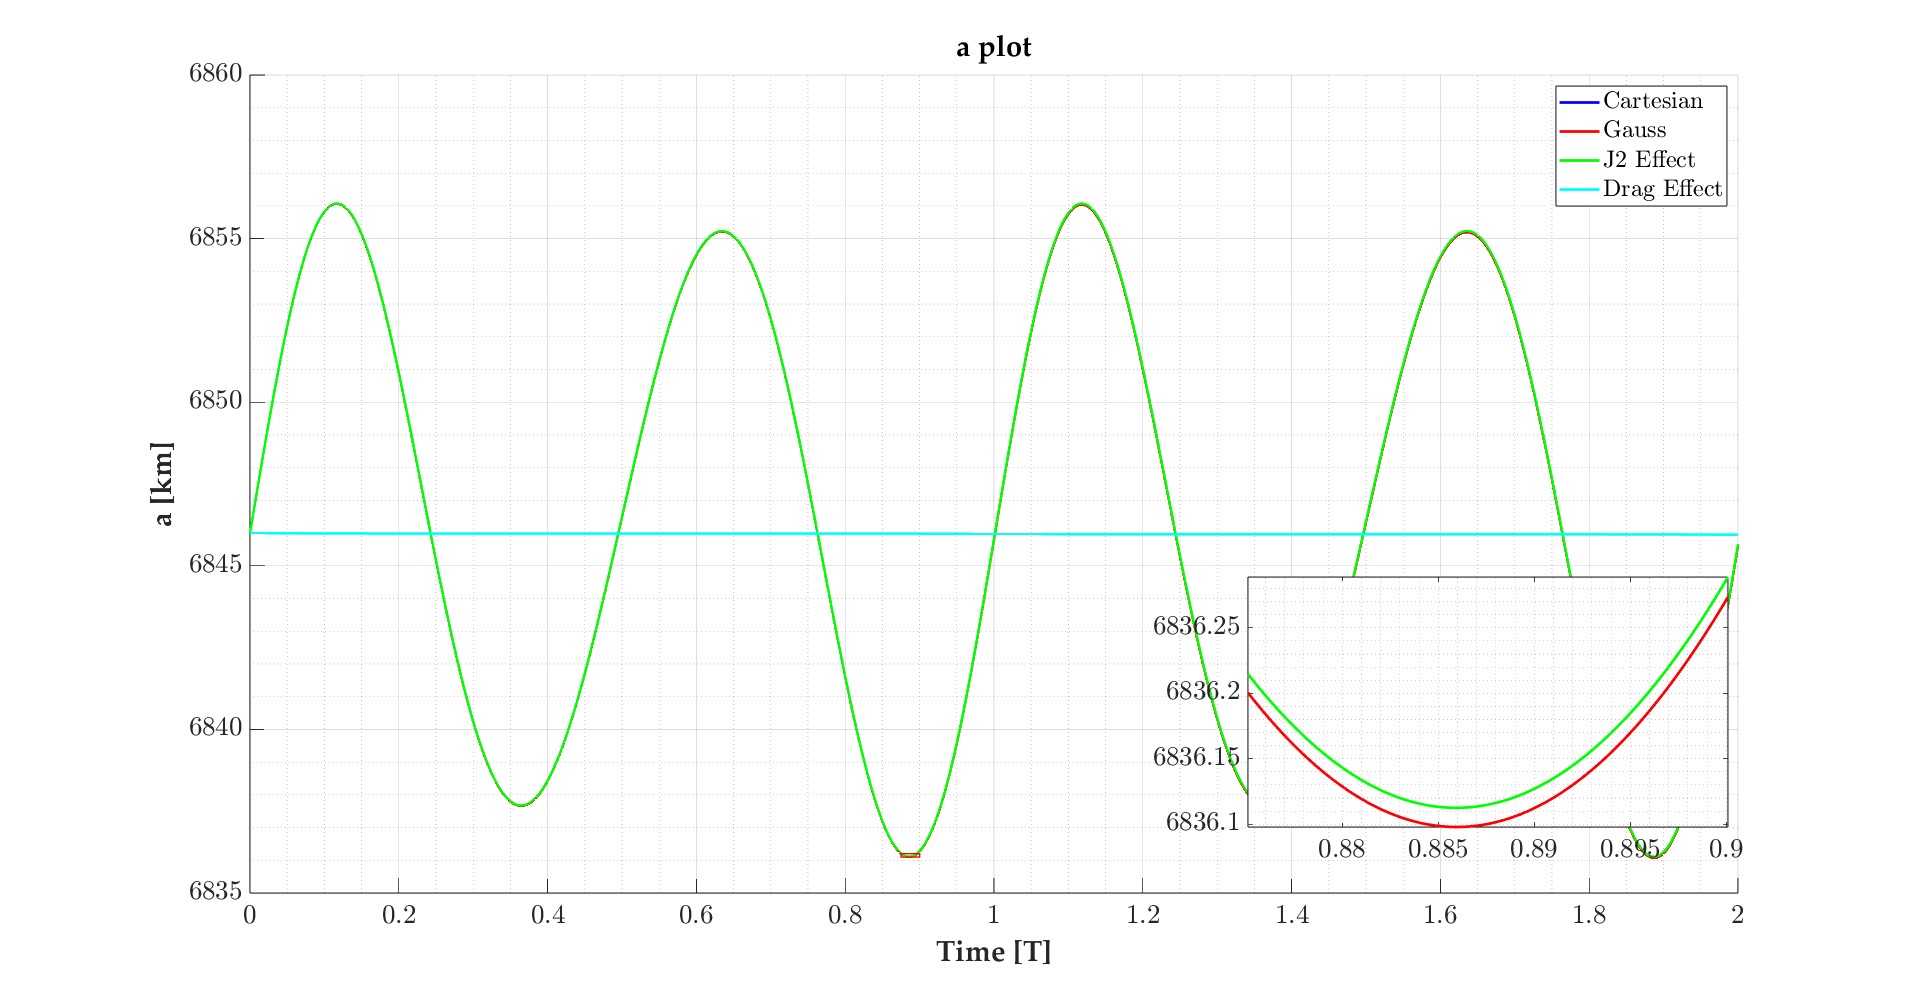 a plot
6860
6855
6850
6845
6840
6835
a [km]
Cartesian
Gauss
J2 Effect
Drag Effect
6836.25
6836.2
6836.15
6836.1
0.88 0.885 0.89 0.895 0.9
0 0.2 0.4 0.6 0.8 1 1.2 1.4 1.6 1.8 2
Time [T]